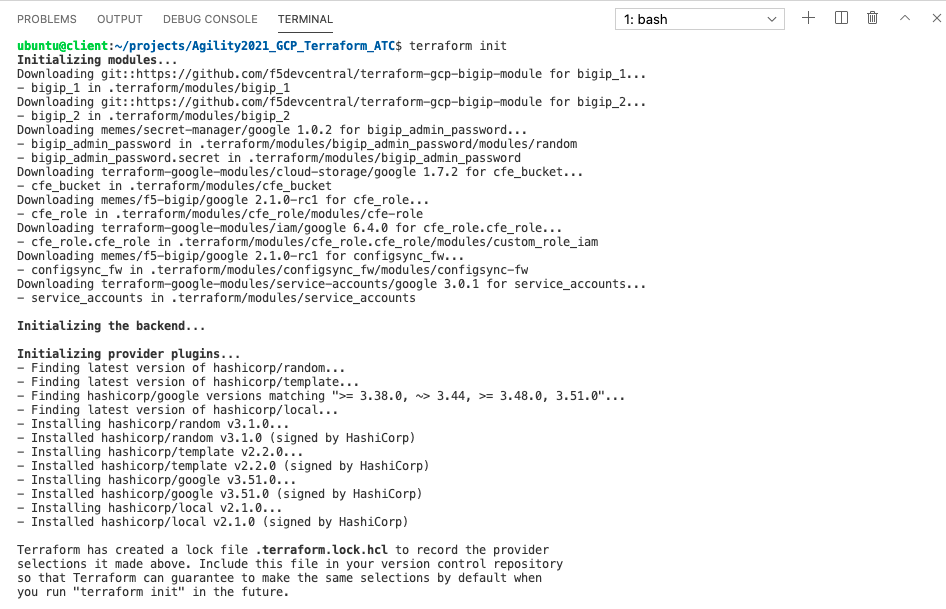 PROBLEMS OUTPUT DEBUG CONSOLE TERMINAL 1: bash
ubuntu@client:~/projects/Agility2021_GCP_Terraform_ATC$ terraform init
Initializing modules...
Downloading git::https://github.com/f5devcentral/terraform-gcp-bigip-module for bigip_1...
- bigip_1 in .terraform/modules/bigip_1
Downloading git::https://github.com/f5devcentral/terraform-gcp-bigip-module for bigip_2...
- bigip_2 in .terraform/modules/bigip_2
Downloading memes/secret-manager/google 1.0.2 for bigip_admin_password...
- bigip_admin_password in .terraform/modules/bigip_admin_password/modules/random
- bigip_admin_password.secret in .terraform/modules/bigip_admin_password
Downloading terraform-google-modules/cloud-storage/google 1.7.2 for cfe_bucket...
- cfe_bucket in .terraform/modules/cfe_bucket
Downloading memes/f5-bigip/google 2.1.0-rc1 for cfe_role...
- cfe_role in .terraform/modules/cfe_role/modules/cfe-role
Downloading terraform-google-modules/iam/google 6.4.0 for cfe_role.cfe_role...
- cfe_role.cfe_role in .terraform/modules/cfe_role.cfe_role/modules/custom_role_iam
Downloading memes/f5-bigip/google 2.1.0-rc1 for configsync_fw...
- configsync_fw in .terraform/modules/configsync_fw/modules/configsync-fw
Downloading terraform-google-modules/service-accounts/google 3.0.1 for service_accounts...
- service_accounts in .terraform/modules/service_accounts
Initializing the backend...
Initializing provider plugins...
- Finding latest version of hashicorp/random...
- Finding latest version of hashicorp/template...
- Finding hashicorp/google versions matching ">= 3.38.0, ~> 3.44, >= 3.48.0, 3.51.0"...
- Finding latest version of hashicorp/local...
- Installing hashicorp/random v3.1.0...
- Installed hashicorp/random v3.1.0 (signed by HashiCorp)
- Installing hashicorp/template v2.2.0...
- Installed hashicorp/template v2.2.0 (signed by HashiCorp)
- Installing hashicorp/google v3.51.0...
- Installed hashicorp/google v3.51.0 (signed by HashiCorp)
- Installing hashicorp/local v2.1.0...
- Installed hashicorp/local v2.1.0 (signed by HashiCorp)
Terraform has created a lock file .terraform.lock.hcl to record the provider
selections it made above. Include this file in your version control repository
so that Terraform can guarantee to make the same selections by default when
you run "terraform init" in the future.